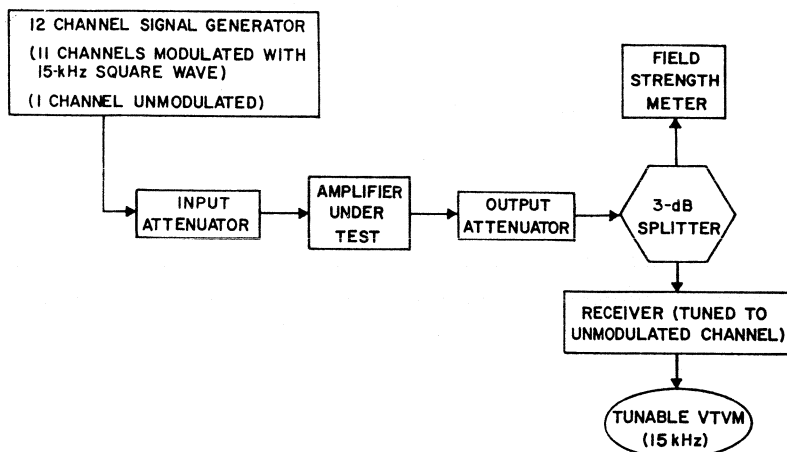 12 CHANNEL SIGNAL GENERATOR
(11 CHANNELS MODULATED WITH
15-kHz SQUARE WAVE)
(1 CHANNEL UNMODULATED)
FIELD
STRENGTH
METER
INPUT
ATTENUATOR
AMPLIFIER
UNDER
TEST
OUTPUT
ATTENUATOR
3-dB
SPLITTER
RECEIVER (TUNED TO
UNMODULATED CHANNEL)
TUNABLE VTVM
(15 kHz)